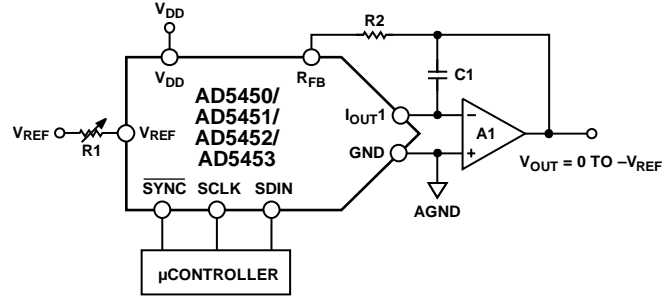 V_DD
R2
V_DD
R_FB
C1
AD5450/
AD5451/
AD5452/
AD5453
I_OUT1
–
A1
V_REF
R1
V_REF
GND
+
V_OUT = 0 TO –V_REF
S̅Y̅N̅C̅ SCLK SDIN
AGND
µCONTROLLER